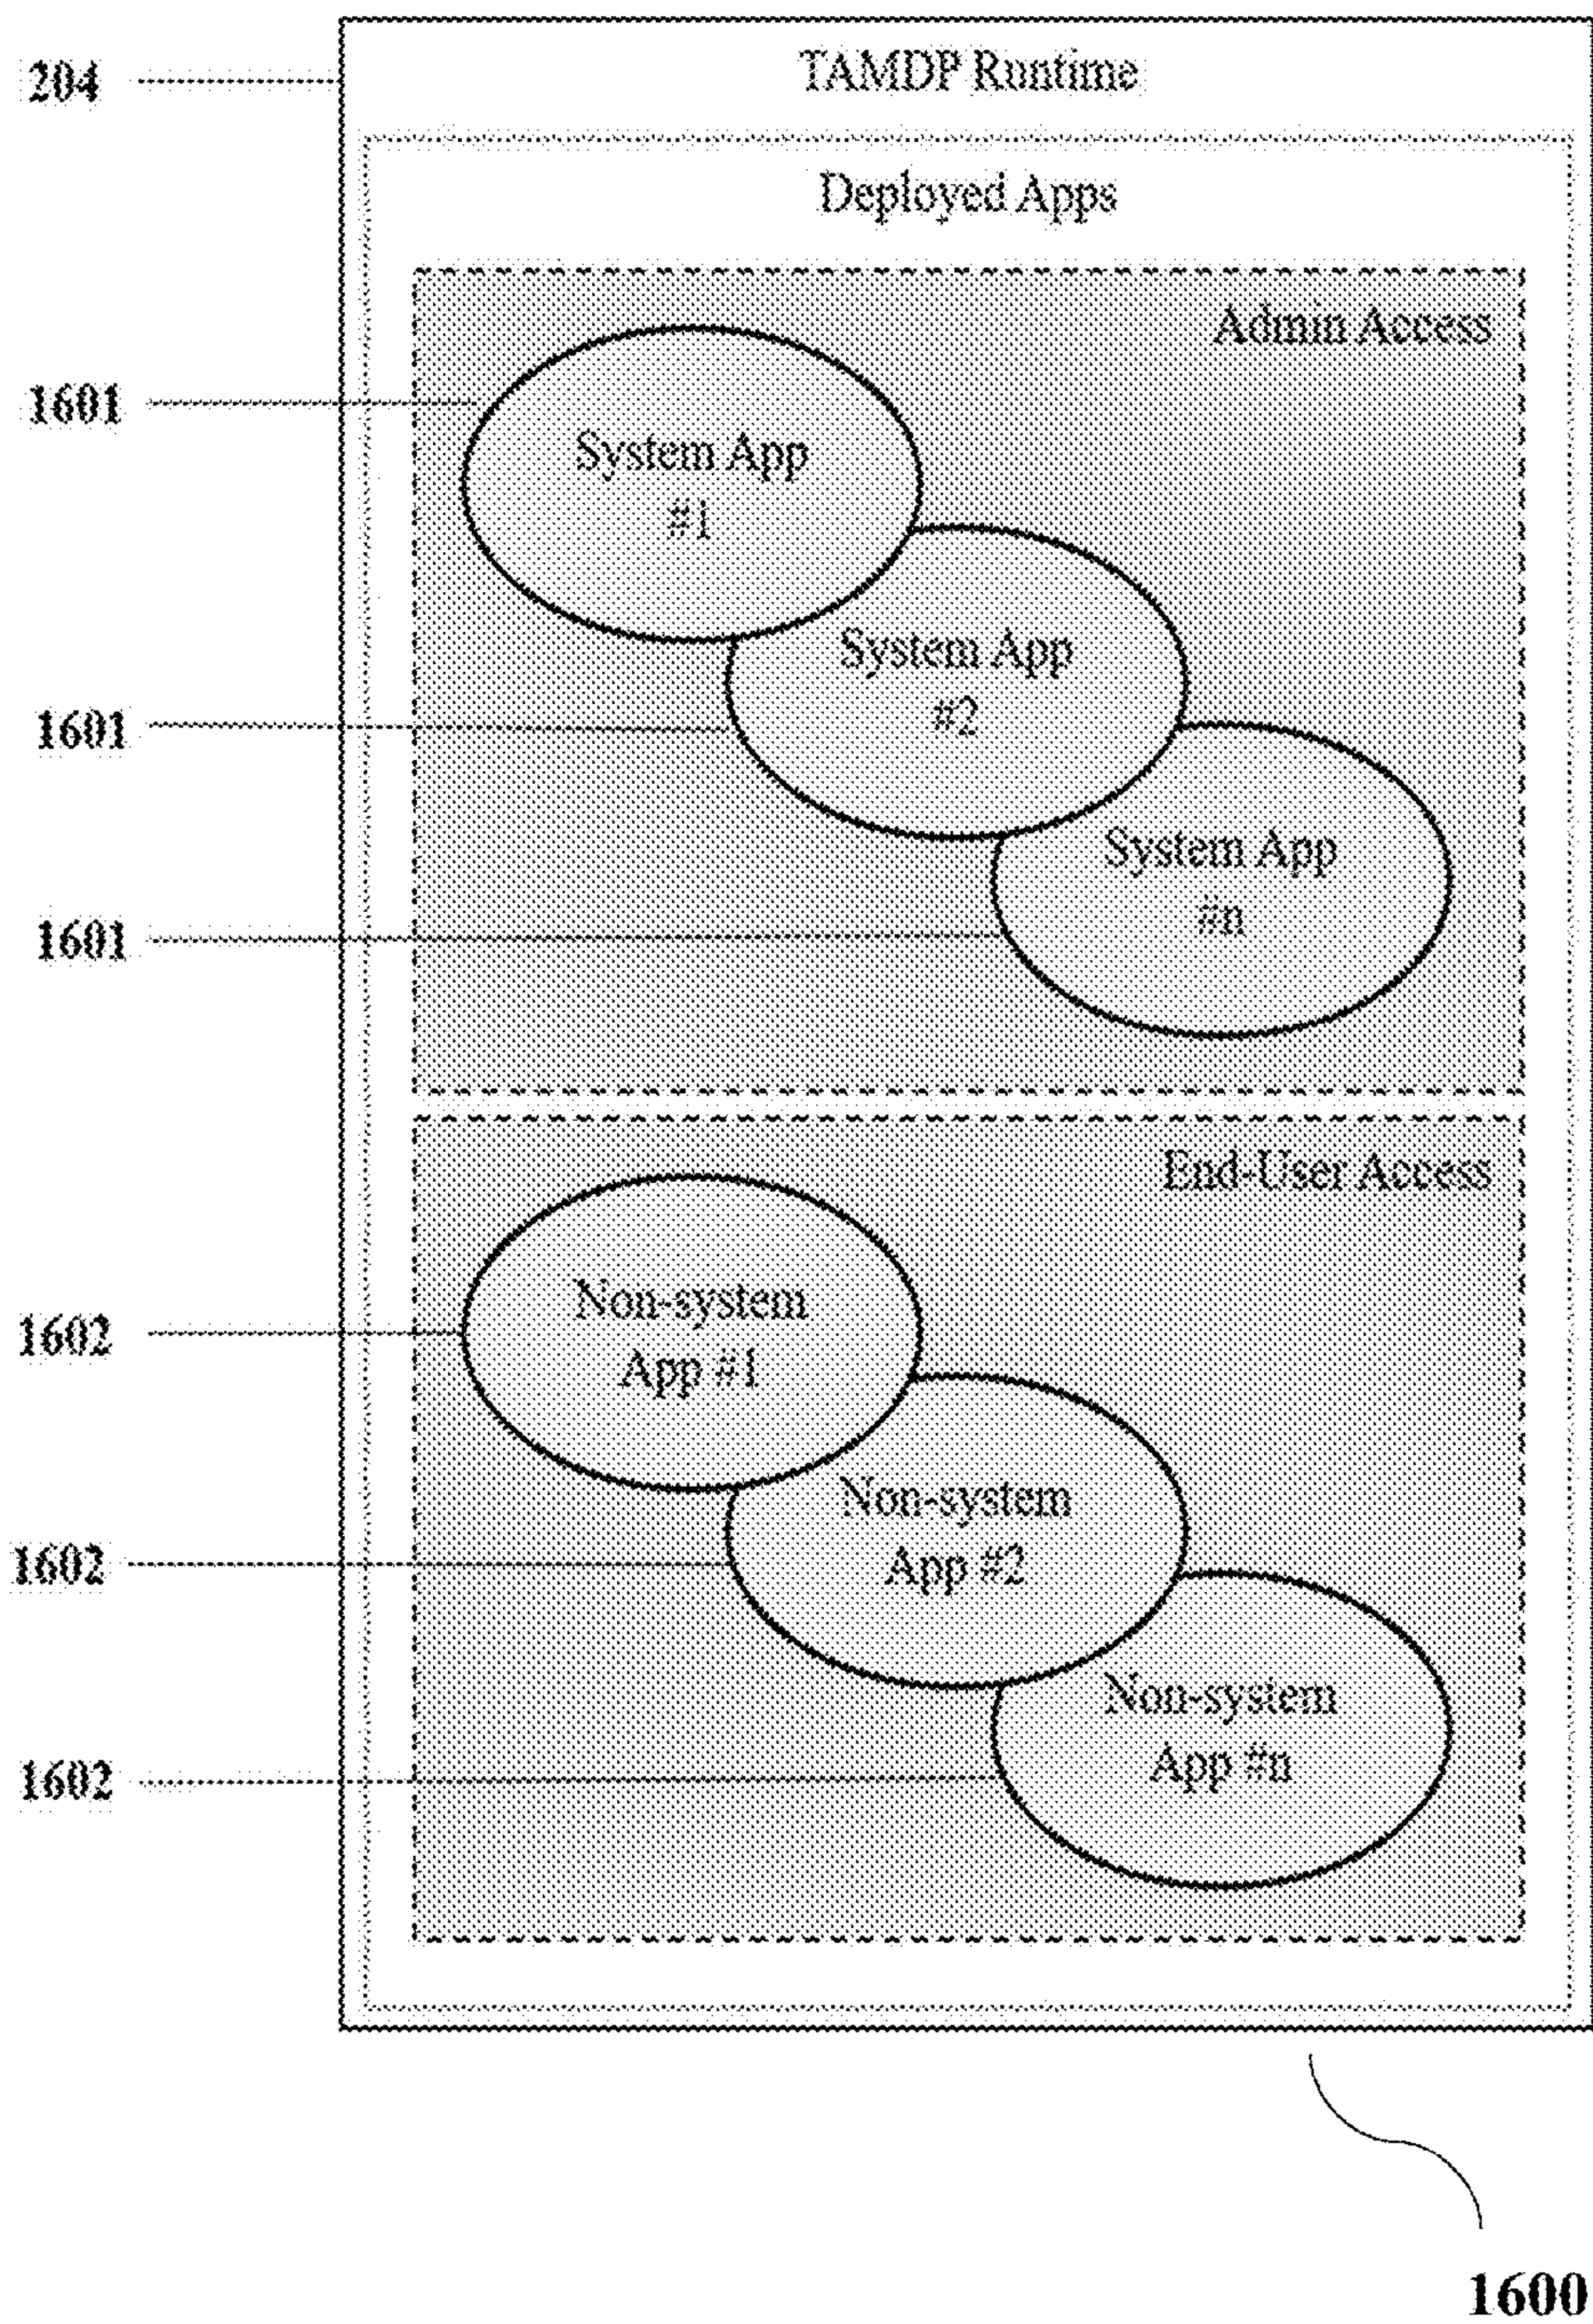 204
TAMDP Runtime
Deployed Apps
Admin Access
1601
System App
#1
1601
System App
#2
1601
System App
#n
End-User Access
1602
Non-system
App #1
1602
Non-system
App #2
1602
Non-system
App #n
1600